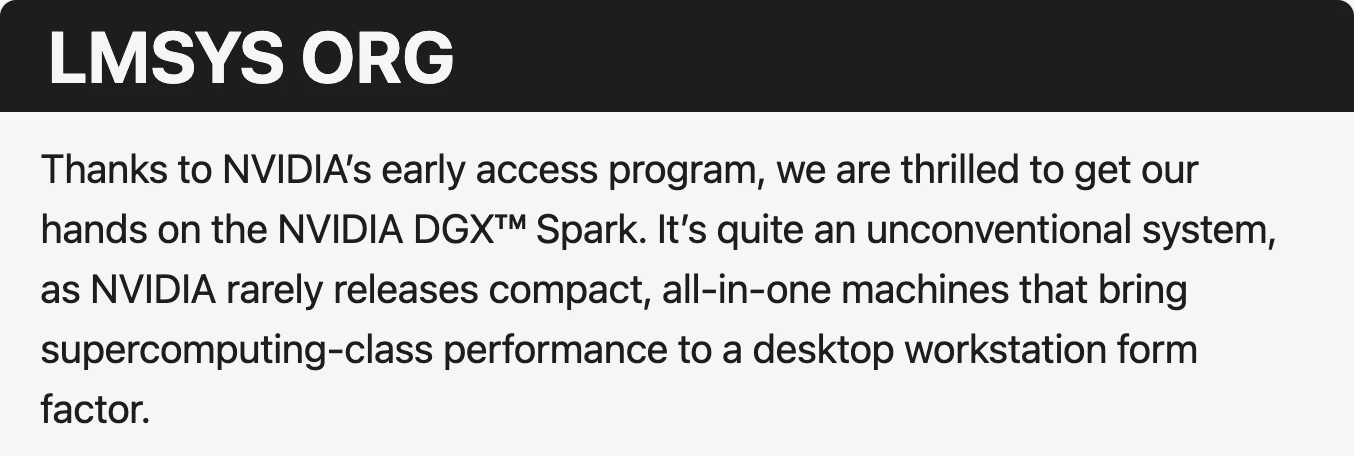 LMSYS ORG
Thanks to NVIDIA’s early access program, we are thrilled to get our
hands on the NVIDIA DGX™ Spark. It’s quite an unconventional system,
as NVIDIA rarely releases compact, all-in-one machines that bring
supercomputing-class performance to a desktop workstation form
factor.